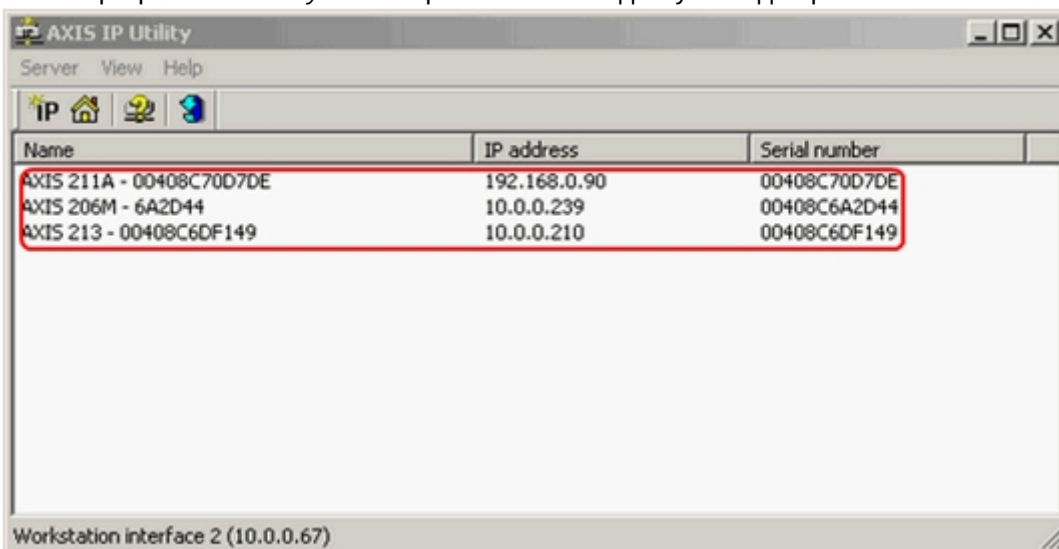 AXIS IP Utility
Server View Help
IP
Name IP address Serial number
AXIS 211A - 00408C70D7DE 192.168.0.90 00408C70D7DE
AXIS 206M - 6A2D44 10.0.0.239 00408C6A2D44
AXIS 213 - 00408C6DF149 10.0.0.210 00408C6DF149
Workstation interface 2 (10.0.0.67)